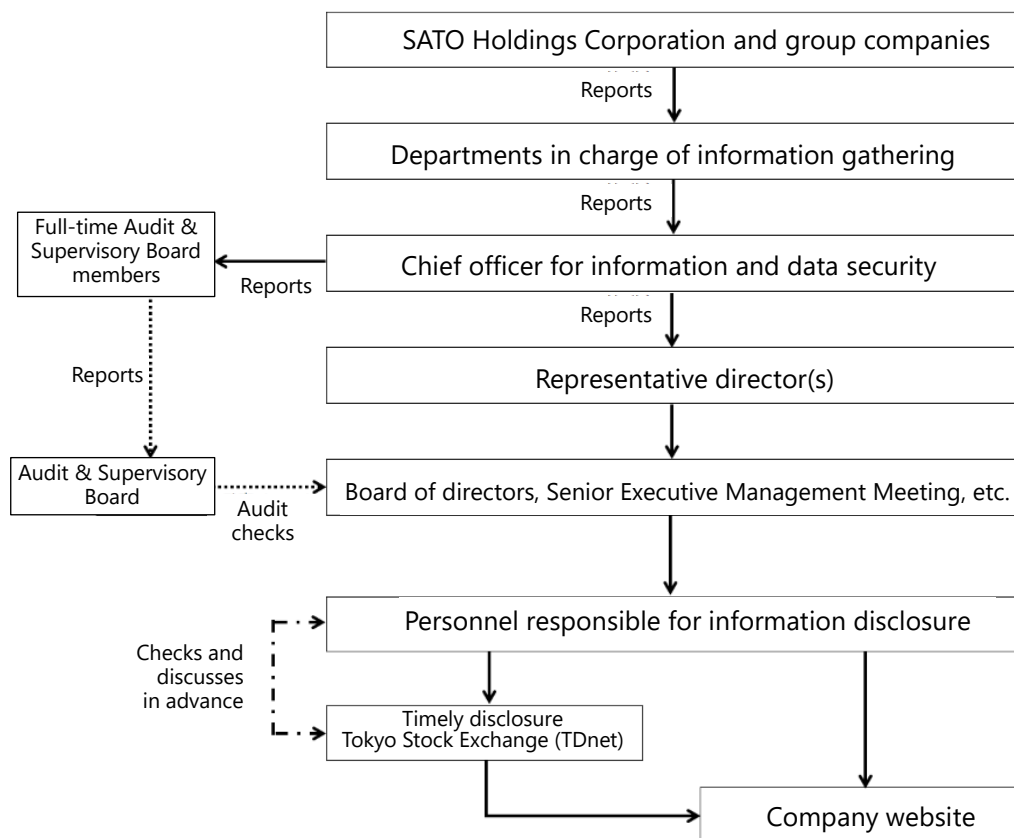 SATO Holdings Corporation and group companies
Reports
Departments in charge of information gathering
Reports
Full-time Audit &
Supervisory Board
members
Chief officer for information and data security
Reports
Reports
Reports
Representative director(s)
Audit & Supervisory
Board
Audit
checks
Board of directors, Senior Executive Management Meeting, etc.
Personnel responsible for information disclosure
Checks and
discusses
in advance
Timely disclosure
Tokyo Stock Exchange (TDnet)
Company website